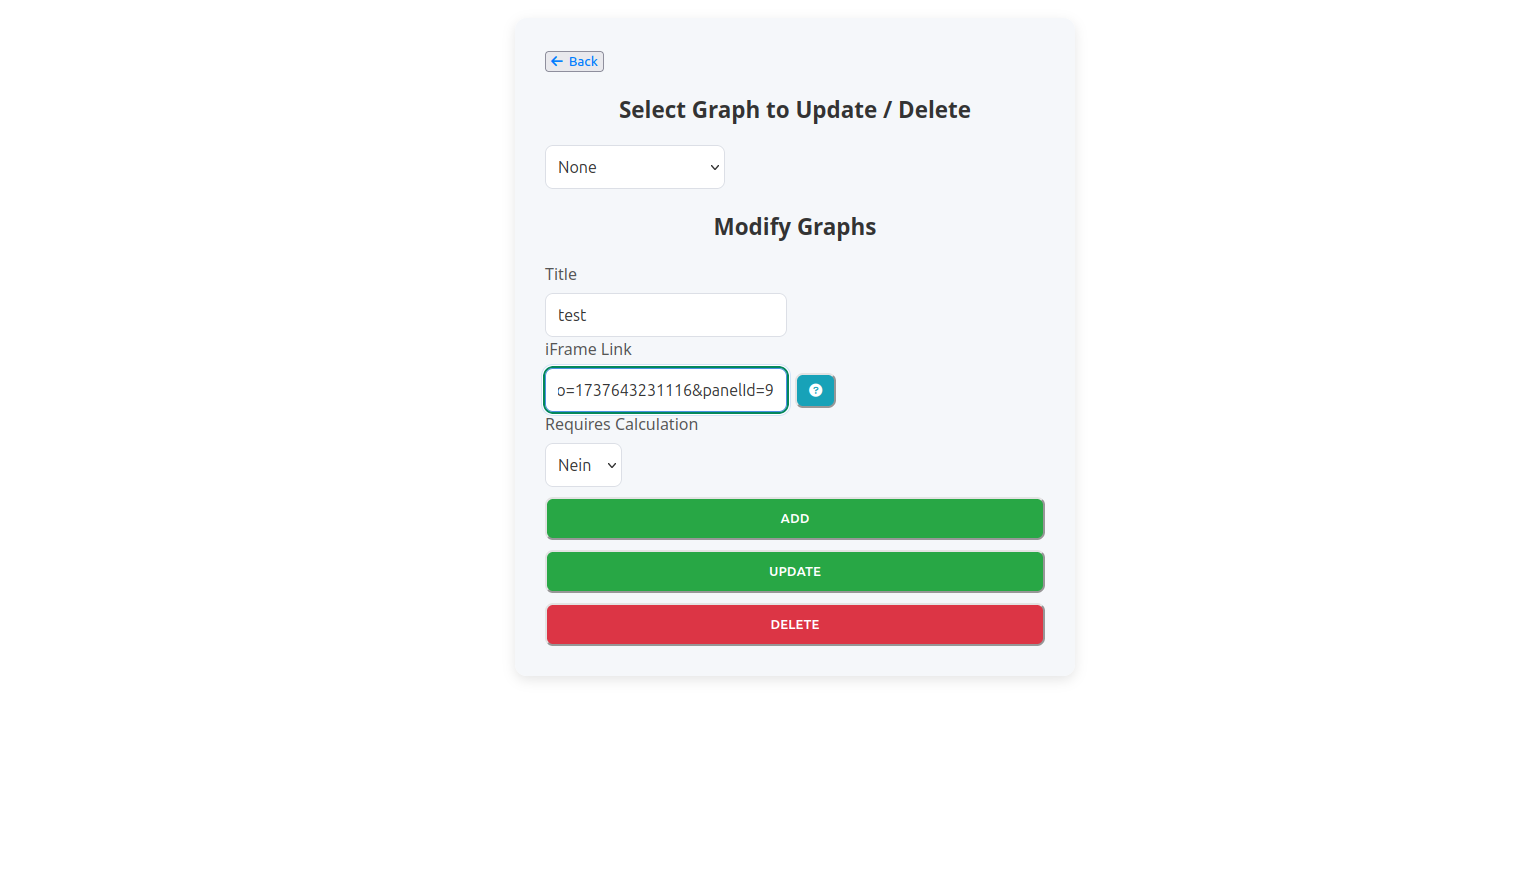 Back
Select Graph to Update / Delete
None
Modify Graphs
Title
test
iFrame Link
o=1737643231116&panelId=9
?
Requires Calculation
Nein
ADD
UPDATE
DELETE